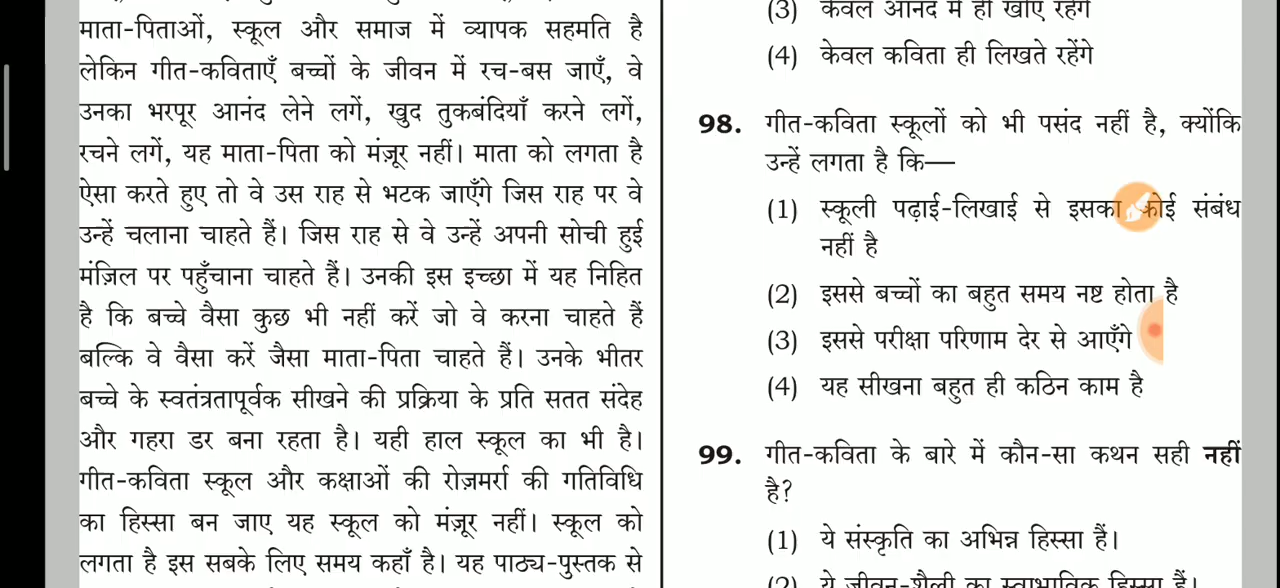 माता-पिताओं, स्कूल और समाज में व्यापक सहमति है
लेकिन गीत-कविताएँ बच्चों के जीवन में रच-बस जाएँ, वे
उनका भरपूर आनंद लेने लगें, खुद तुकबंदियाँ करने लगें,
रचने लगें, यह माता-पिता को मंज़ूर नहीं। माता को लगता है
ऐसा करते हुए तो वे उस राह से भटक जाएँगे जिस राह पर वे
उन्हें चलाना चाहते हैं। जिस राह से वे उन्हें अपनी सोची हुई
मंज़िल पर पहुँचाना चाहते हैं। उनकी इस इच्छा में यह निहित
है कि बच्चे वैसा कुछ भी नहीं करें जो वे करना चाहते हैं
बल्कि वे वैसा करें जैसा माता-पिता चाहते हैं। उनके भीतर
बच्चे के स्वतंत्रतापूर्वक सीखने की प्रक्रिया के प्रति सतत संदेह
और गहरा डर बना रहता है। यही हाल स्कूल का भी है।
गीत-कविता स्कूल और कक्षाओं की रोज़मर्रा की गतिविधि
का हिस्सा बन जाए यह स्कूल को मंज़ूर नहीं। स्कूल को
लगता है इस सबके लिए समय कहाँ है। यह पाठ्य-पुस्तक से
(3) केवल आनंद में ही खोए रहेंगे
(4) केवल कविता ही लिखते रहेंगे
98. गीत-कविता स्कूलों को भी पसंद नहीं है, क्योंकि
उन्हें लगता है कि—
(1) स्कूली पढ़ाई-लिखाई से इसका कोई संबंध
नहीं है
(2) इससे बच्चों का बहुत समय नष्ट होता है
(3) इससे परीक्षा परिणाम देर से आएँगे
(4) यह सीखना बहुत ही कठिन काम है
99. गीत-कविता के बारे में कौन-सा कथन सही नहीं
है?
(1) ये संस्कृति का अभिन्न हिस्सा हैं।
(2) ये जीवन-शैली का स्वाभाविक हिस्सा हैं।